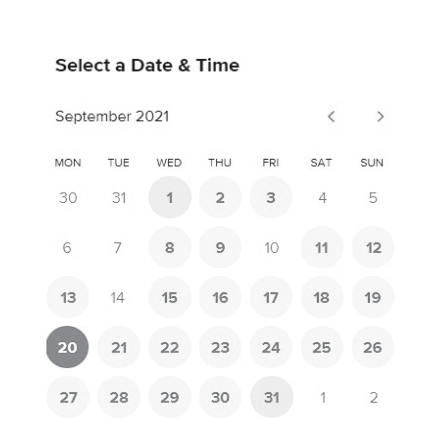 Select a Date & Time
September 2021
MON TUE WED THU FRI SAT SUN
30 31 1 2 3 4 5
6 7 8 9 10 11 12
13 14 15 16 17 18 19
20 21 22 23 24 25 26
27 28 29 30 31 1 2